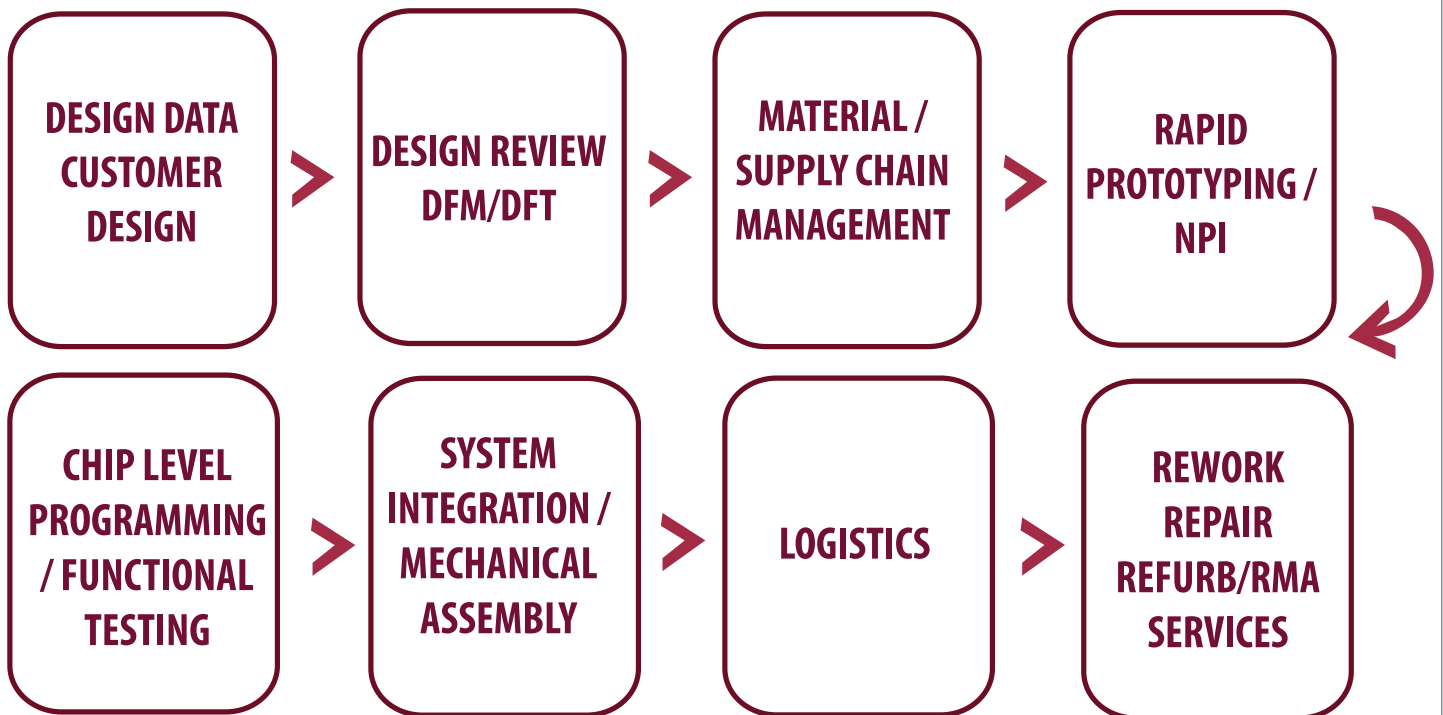 DESIGN DATA
CUSTOMER
DESIGN
DESIGN REVIEW
DFM/DFT
MATERIAL /
SUPPLY CHAIN
MANAGEMENT
RAPID
PROTOTYPING /
NPI
CHIP LEVEL
PROGRAMMING
/ FUNCTIONAL
TESTING
SYSTEM
INTEGRATION /
MECHANICAL
ASSEMBLY
LOGISTICS
REWORK
REPAIR
REFURB/RMA
SERVICES